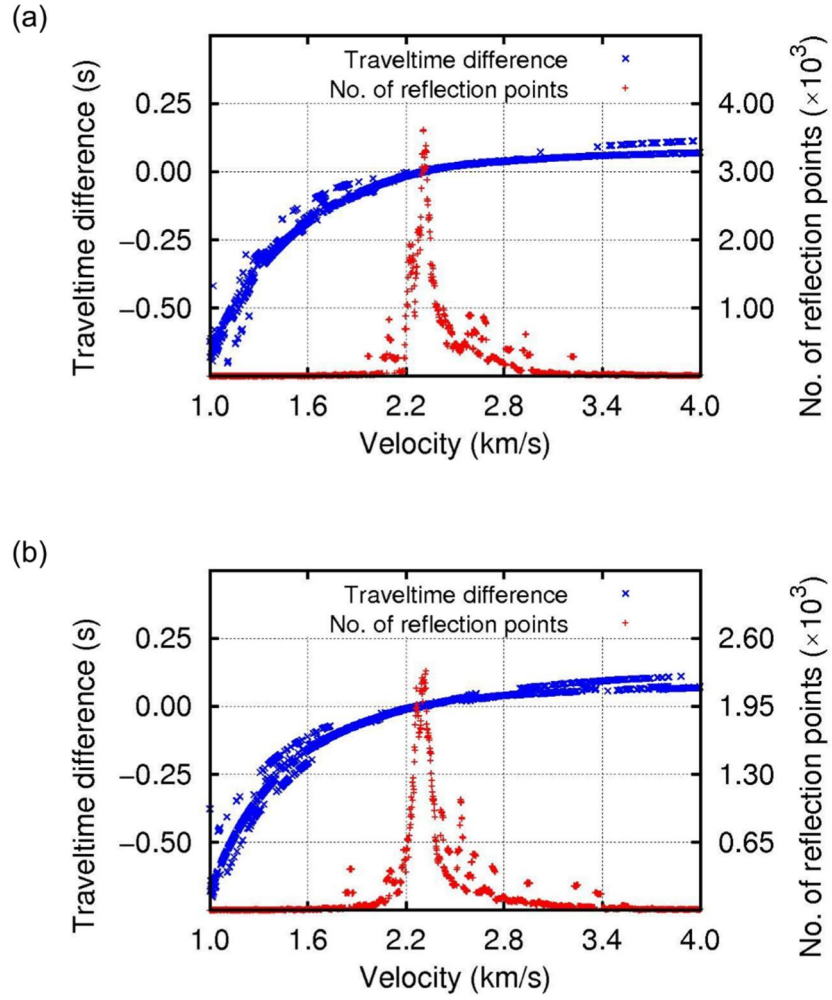 (a)
Traveltime difference
No. of reflection points
Traveltime difference (s)
0.25
0.00
−0.25
−0.50
4.00
3.00
2.00
1.00
No. of reflection points (×10³)
1.0 1.6 2.2 2.8 3.4 4.0
Velocity (km/s)
(b)
Traveltime difference
No. of reflection points
Traveltime difference (s)
0.25
0.00
−0.25
−0.50
2.60
1.95
1.30
0.65
No. of reflection points (×10³)
1.0 1.6 2.2 2.8 3.4 4.0
Velocity (km/s)